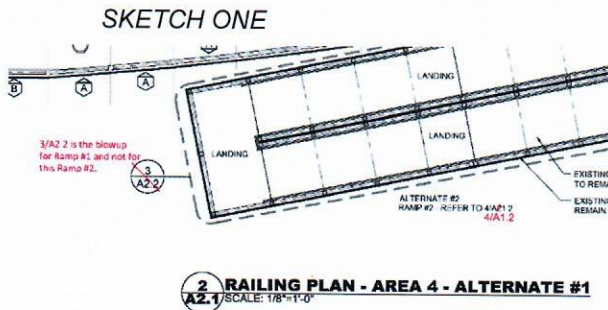 SKETCH ONE
B
A
A
LANDING
LANDING
LANDING
3/A2 2 is the blowup
for Ramp #1 and not for
this Ramp #2.
3
A2.2
EXISTING
TO REMA
ALTERNATE #2
RAMP #2 REFER TO 4/A1.2
4/A1.2
EXISTING
REMAIN
2
A2.1
RAILING PLAN - AREA 4 - ALTERNATE #1
SCALE: 1/8"=1'-0"